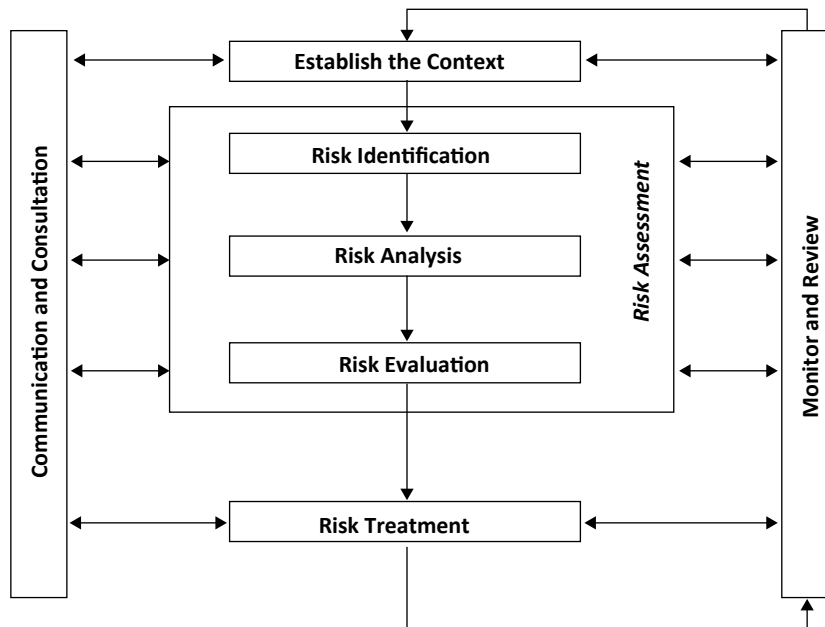 Establish the Context
Communication and Consultation
Risk Identification
Risk Analysis
Risk Evaluation
Risk Assessment
Monitor and Review
Risk Treatment